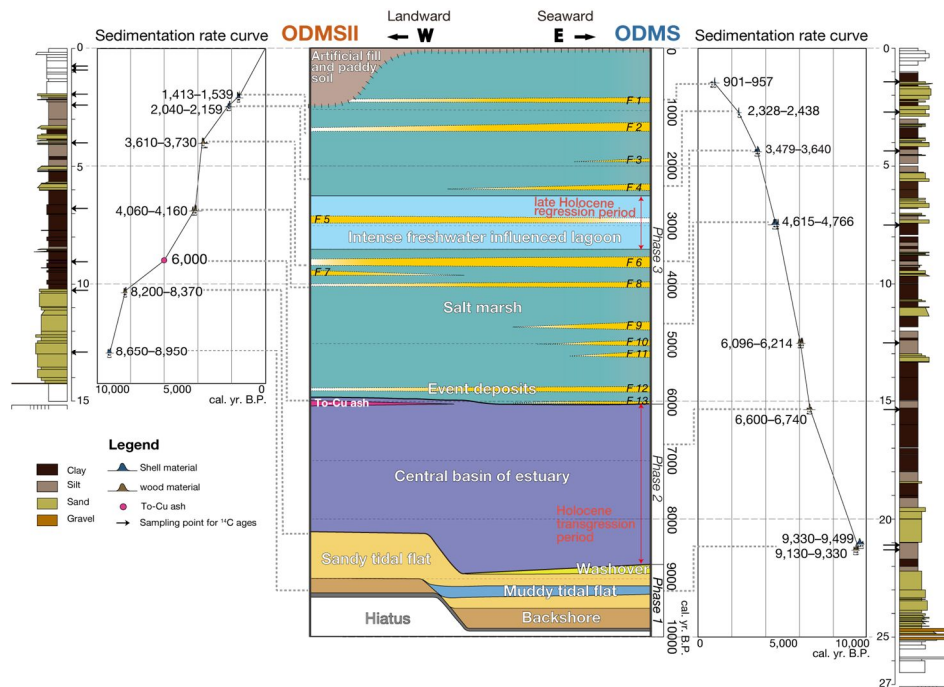 Landward
Seaward
Sedimentation rate curve
ODMSII
W
E
ODMS
Sedimentation rate curve
0
5
10
15
1,413–1,539
2,040–2,159
3,610–3,730
4,060–4,160
6,000
8,200–8,370
8,650–8,950
10,000
5,000
0
cal. yr. B.P.
Artificial fill
and paddy
soil
F 1
F 2
F 3
F 4
late Holocene
regression period
F 5
Intense freshwater influenced lagoon
F 6
F 7
F 8
Salt marsh
F 9
F 10
F 11
Event deposits
F 12
To-Cu ash
F 13
Central basin of estuary
Holocene
transgression
period
Sandy tidal flat
Washover
Muddy tidal flat
Hiatus
Backshore
0
1000
2000
3000
4000
5000
6000
7000
8000
9000
10000
cal. yr.
B.P.
Phase 3
Phase 2
Phase 1
901–957
2,328–2,438
3,479–3,640
4,615–4,766
6,096–6,214
6,600–6,740
9,330–9,499
9,130–9,330
0
5,000
10,000
cal. yr. B.P.
0
5
10
15
20
25
27
Legend
Clay
Silt
Sand
Gravel
Shell material
wood material
To-Cu ash
Sampling point for ¹⁴C ages